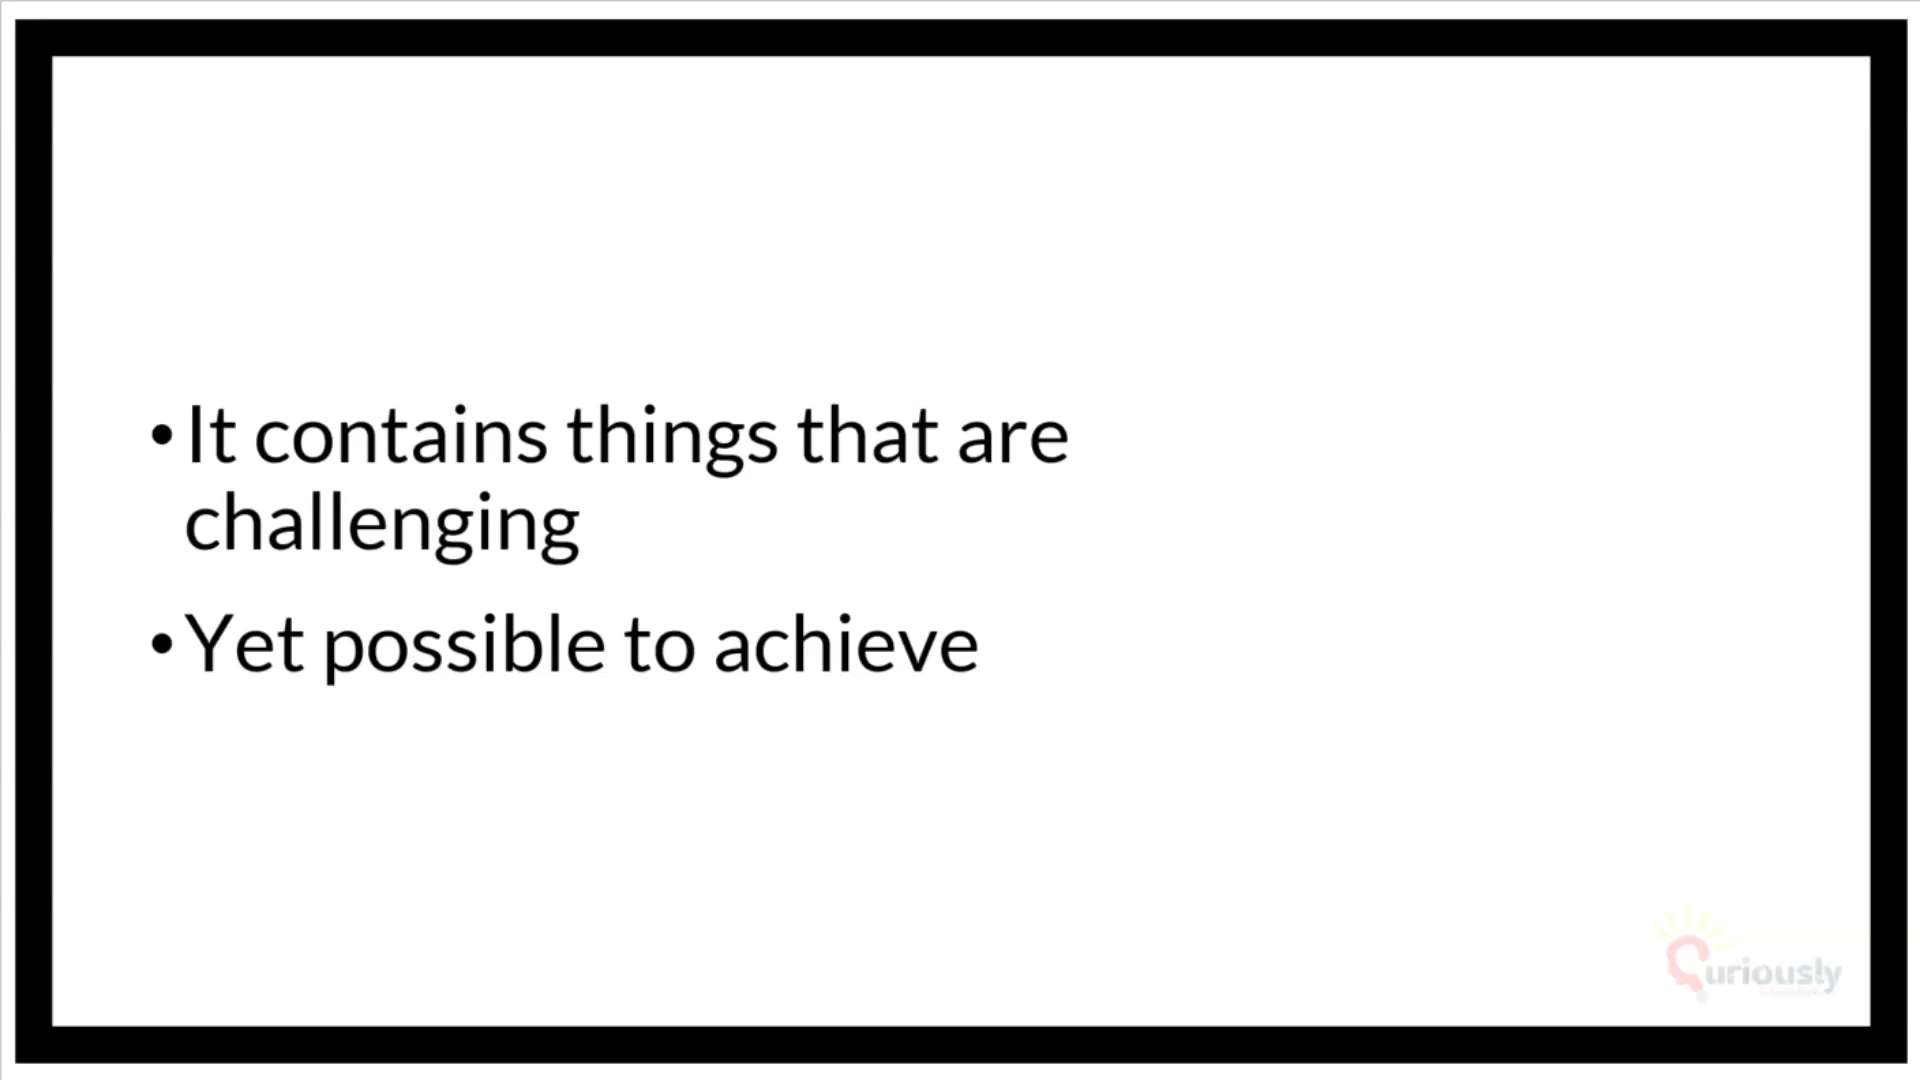 • It contains things that are
challenging
• Yet possible to achieve
Curiously